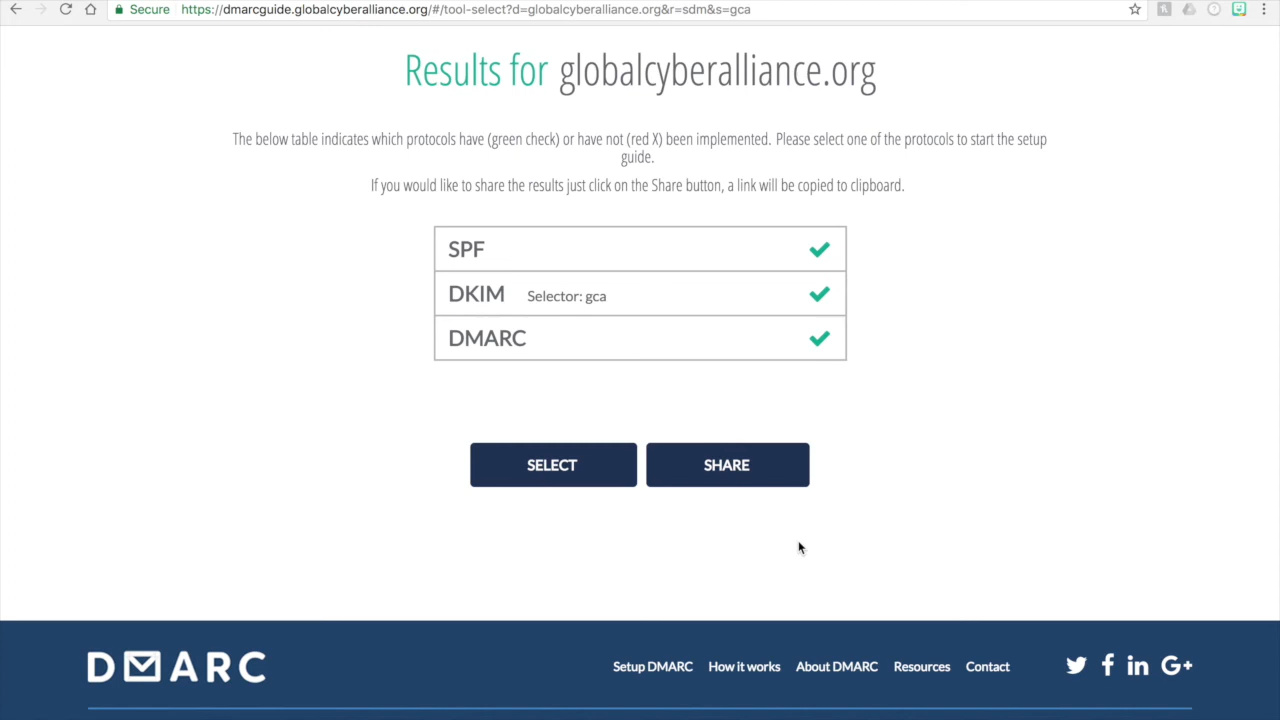 Secure https://dmarcguide.globalcyberalliance.org/#/tool-select?d=globalcyberalliance.org&r=sdm&s=gca
Results for globalcyberalliance.org
The below table indicates which protocols have (green check) or have not (red X) been implemented. Please select one of the protocols to start the setup
guide.
If you would like to share the results just click on the Share button, a link will be copied to clipboard.
SPF
DKIM Selector: gca
DMARC
SELECT SHARE
DMARC Setup DMARC How it works About DMARC Resources Contact